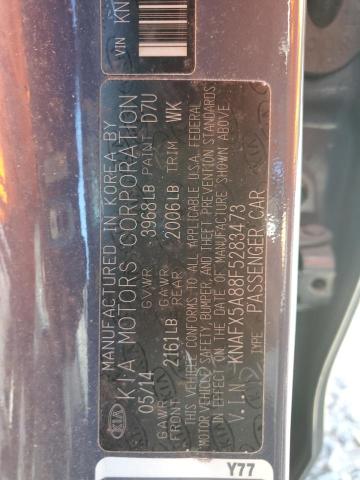 VIN KN
MANUFACTURED IN KOREA BY
KIA MOTORS CORPORATION
05/14 GVWR 3968LB PAINT D7U
GAWR FRONT 2161LB GAWR REAR 2006LB TRIM WK
THIS VEHICLE CONFORMS TO ALL APPLICABLE U.S.A. FEDERAL
MOTOR VEHICLE SAFETY, BUMPER, AND THEFT PREVENTION STANDARDS
IN EFFECT ON THE DATE OF MANUFACTURE SHOWN ABOVE.
V.I.N KNAFX5A88F5283473
TYPE PASSENGER CAR
KIA
Y77